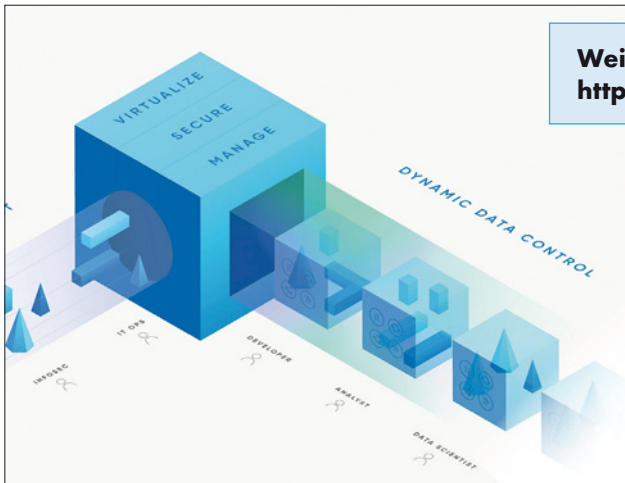 Wei
http
VIRTUALIZE
SECURE
MANAGE
DYNAMIC DATA CONTROL
IT OPS
INFOSEC
DEVELOPER
ANALYST
DATA SCIENTIST